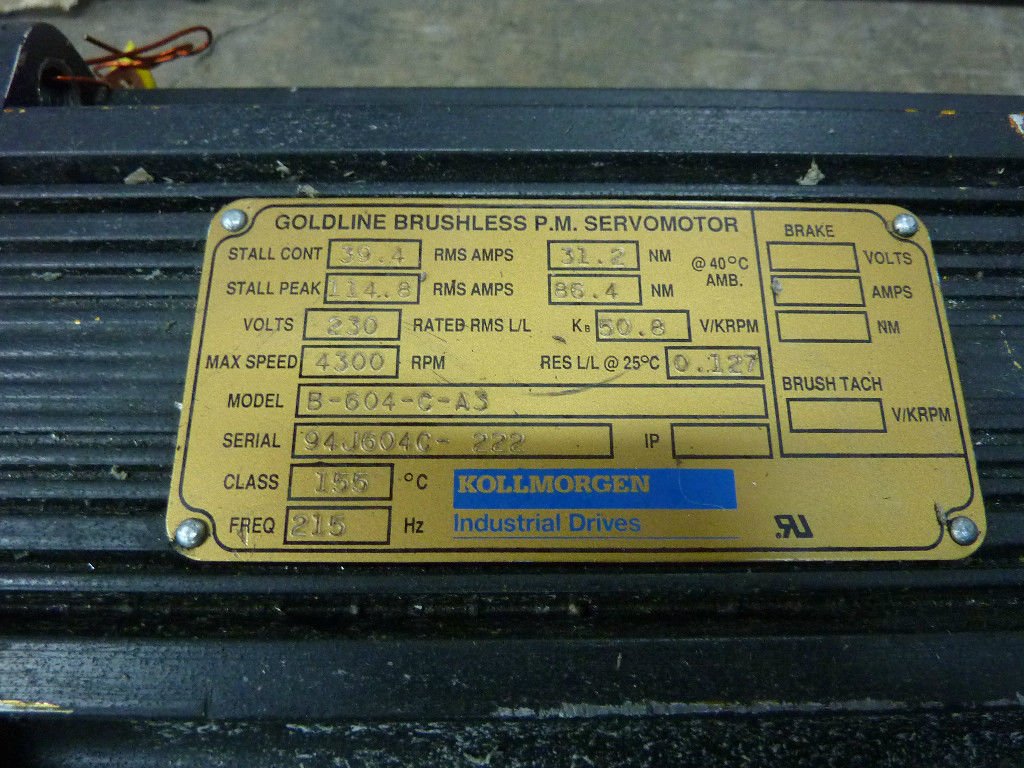 GOLDLINE BRUSHLESS P.M. SERVOMOTOR
STALL CONT 39.4 RMS AMPS 31.2 NM @ 40°C AMB.
STALL PEAK 114.8 RMS AMPS 86.4 NM
VOLTS 230 RATED RMS L/L KB 50.8 V/KRPM
MAX SPEED 4300 RPM RES L/L @ 25°C 0.127
MODEL B-604-C-A3
SERIAL 94J604C- 222 IP
CLASS 155 °C
FREQ 215 Hz
KOLLMORGEN
Industrial Drives
RU
BRAKE
VOLTS
AMPS
NM
BRUSH TACH
V/KRPM